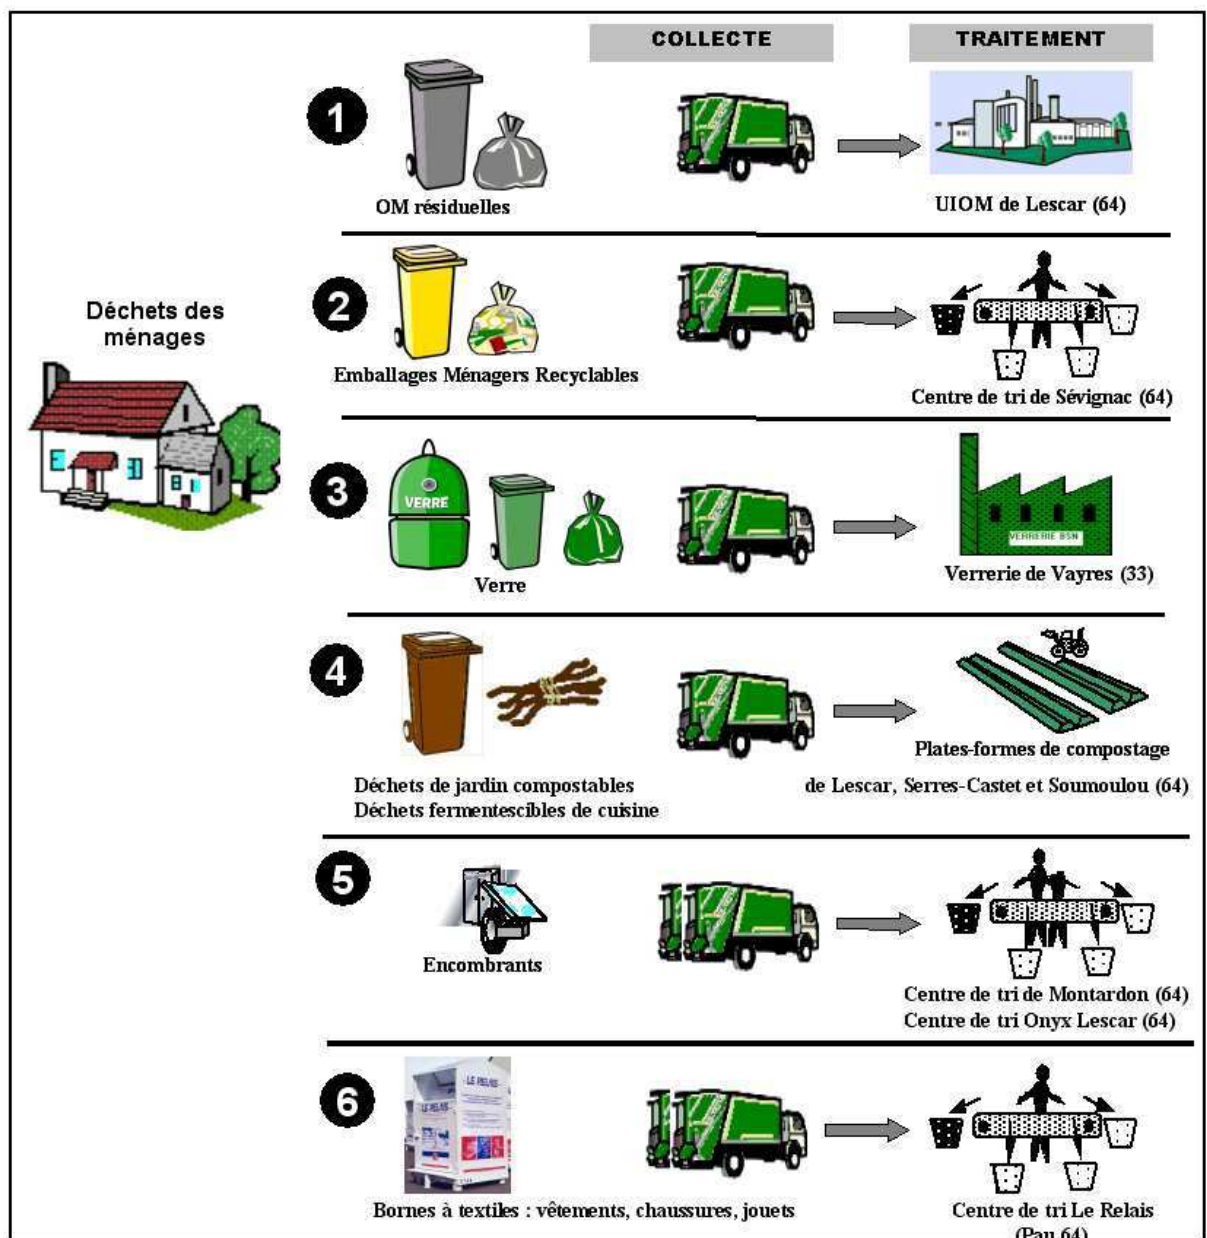 COLLECTE
TRAITEMENT
1
OM résiduelles
UIOM de Lescar (64)
Déchets des
ménages
2
Emballages Ménagers Recyclables
Centre de tri de Sévignac (64)
3
VERRE
Verre
VERRERIE BSN
Verrerie de Vayres (33)
4
Déchets de jardin compostables
Déchets fermentescibles de cuisine
Plates-formes de compostage
de Lescar, Serres-Castet et Soumoulou (64)
5
Encombrants
Centre de tri de Montardon (64)
Centre de tri Onyx Lescar (64)
6
LE RELAIS
LE RELAIS
Bornes à textiles : vêtements, chaussures, jouets
Centre de tri Le Relais
(Pau 64)